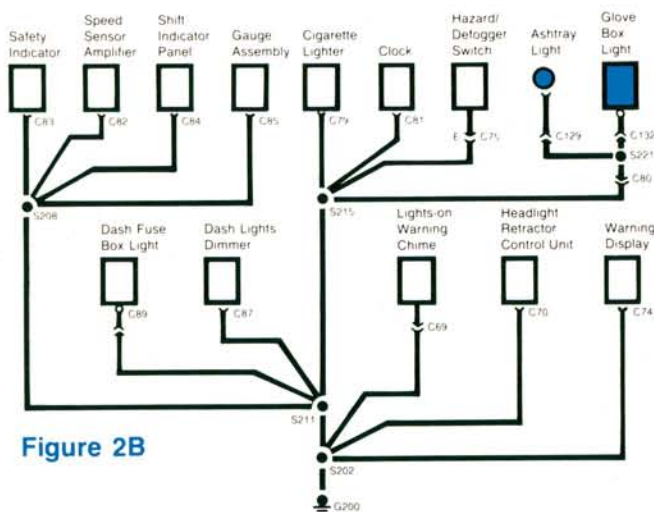 Safety Indicator
Speed Sensor Amplifier
Shift Indicator Panel
Gauge Assembly
Cigarette Lighter
Clock
Hazard/ Defogger Switch
Ashtray Light
Glove Box Light
C83
C82
C84
C85
C79
C81
E
C75
C129
C132
S221
C80
S208
S215
Dash Fuse Box Light
Dash Lights Dimmer
Lights-on Warning Chime
Headlight Retractor Control Unit
Warning Display
C89
C87
C69
C70
C74
S211
Figure 2B
S202
G200